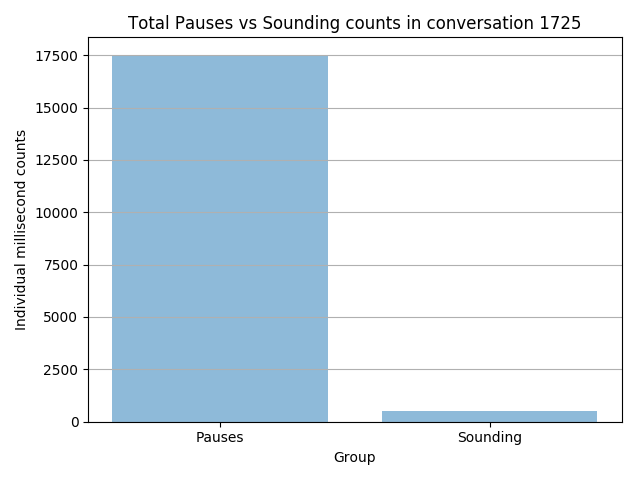 Total Pauses vs Sounding counts in conversation 1725
Individual millisecond counts
17500
15000
12500
10000
7500
5000
2500
0
Pauses
Sounding
Group